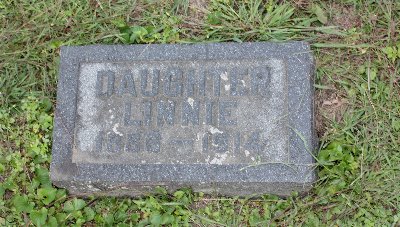 DAUGHTER
LINNIE
1886 — 1914